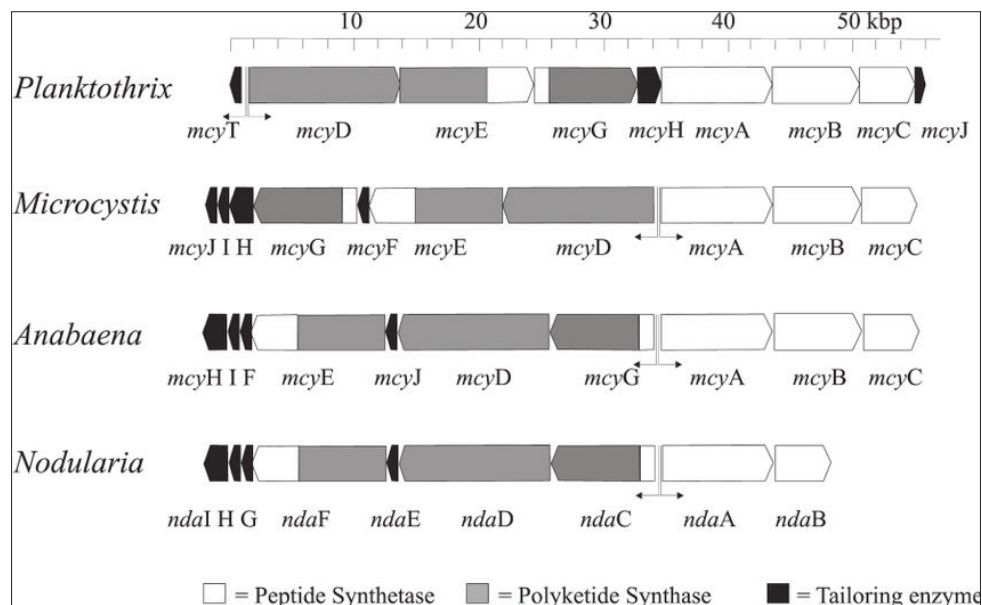 10 20 30 40 50 kbp
Planktothrix
mcyT mcyD mcyE mcyG mcyH mcyA mcyB mcyC mcyJ
Microcystis
mcyJ I H mcyG mcyF mcyE mcyD mcyA mcyB mcyC
Anabaena
mcyH I F mcyE mcyJ mcyD mcyG mcyA mcyB mcyC
Nodularia
ndaI H G ndaF ndaE ndaD ndaC ndaA ndaB
= Peptide Synthetase = Polyketide Synthase = Tailoring enzyme